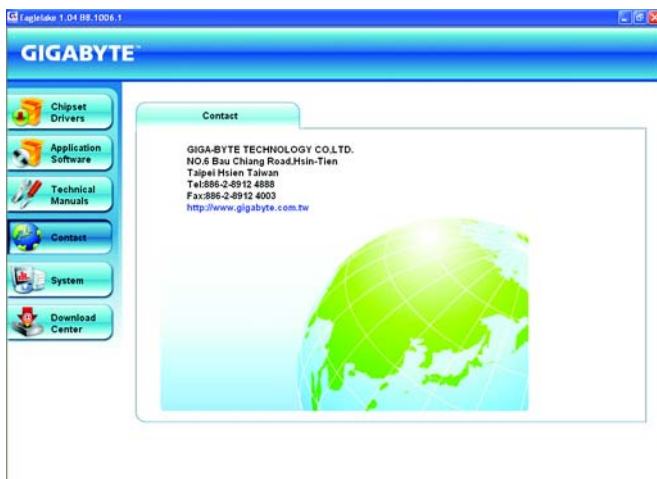 Eaglelake 1.04 B8.1006.1
GIGABYTE™
Chipset
Drivers
Application
Software
Technical
Manuals
Contact
System
Download
Center
Contact
GIGA-BYTE TECHNOLOGY CO,LTD.
NO.6 Bau Chiang Road,Hsin-Tien
Taipei Hsien Taiwan
Tel:886-2-8912 4888
Fax:886-2-8912 4003
http://www.gigabyte.com.tw